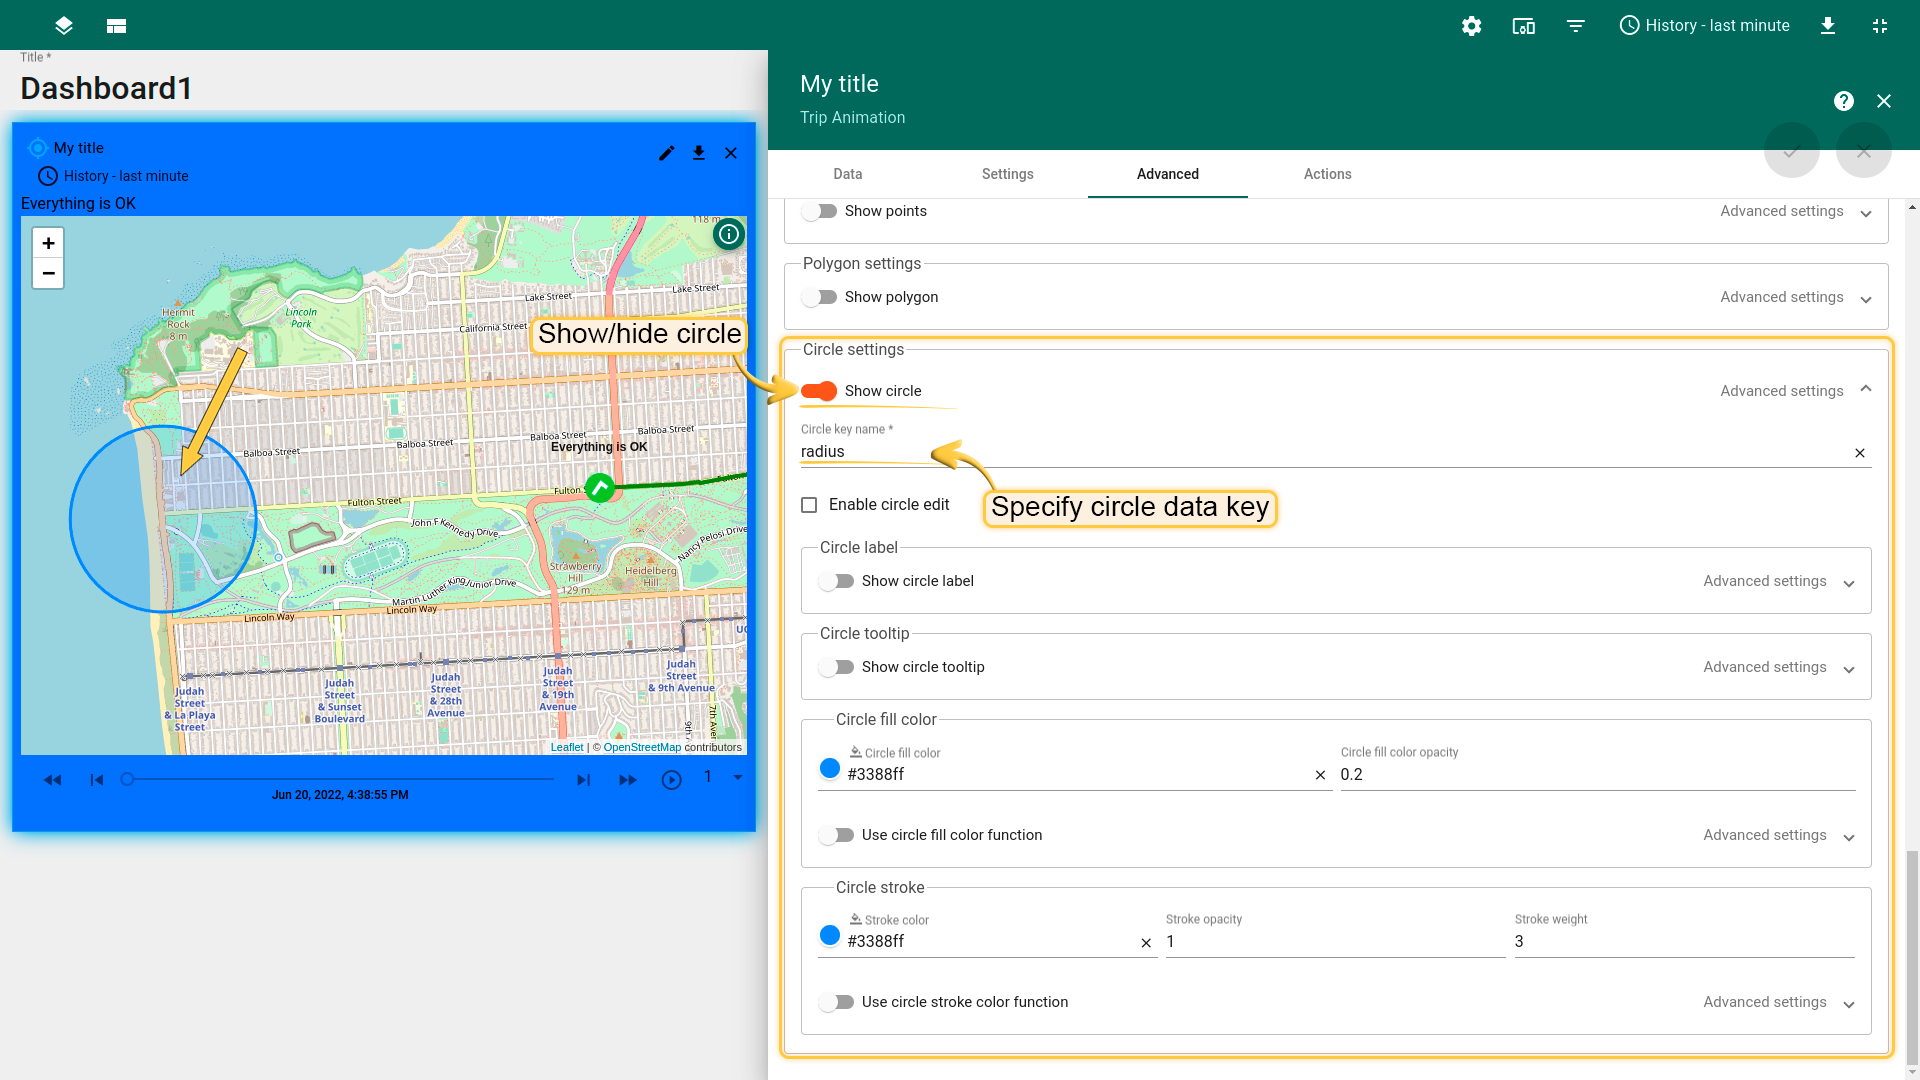 History - last minute
Title *
Dashboard1
My title
Trip Animation
My title
History - last minute
Everything is OK
Data
Settings
Advanced
Actions
Show points
Advanced settings
Polygon settings
Show polygon
Advanced settings
Circle settings
Show circle
Advanced settings
Circle key name *
radius
Enable circle edit
Circle label
Show circle label
Advanced settings
Circle tooltip
Show circle tooltip
Advanced settings
Circle fill color
Circle fill color
#3388ff
Circle fill color opacity
0.2
Use circle fill color function
Advanced settings
Circle stroke
Stroke color
#3388ff
Stroke opacity
1
Stroke weight
3
Use circle stroke color function
Advanced settings
Show/hide circle
Specify circle data key
+
−
118 m
Hermit
Rock
8 m
Lincoln
Park
Lake Street
Lake Street
California Street
Balboa Street
Balboa Street
Balboa Street
Balboa Street
Everything is OK
Fulton Street
Fulton
Fulton
John F Kennedy Drive
Nancy Pelosi Drive
Strawberry
Hill
129 m
Heidelberg
Hill
Martin Luther King Junior Drive
Lincoln Way
Lincoln Way
Judah
Street
& La Playa
Street
Judah
Street
& Sunset
Boulevard
Judah
Street
& 28th
Avenue
Judah
Street
& 19th
Avenue
Judah
Street
& 9th Avenue
9th
7th Aven
Leaflet | © OpenStreetMap contributors
1
Jun 20, 2022, 4:38:55 PM